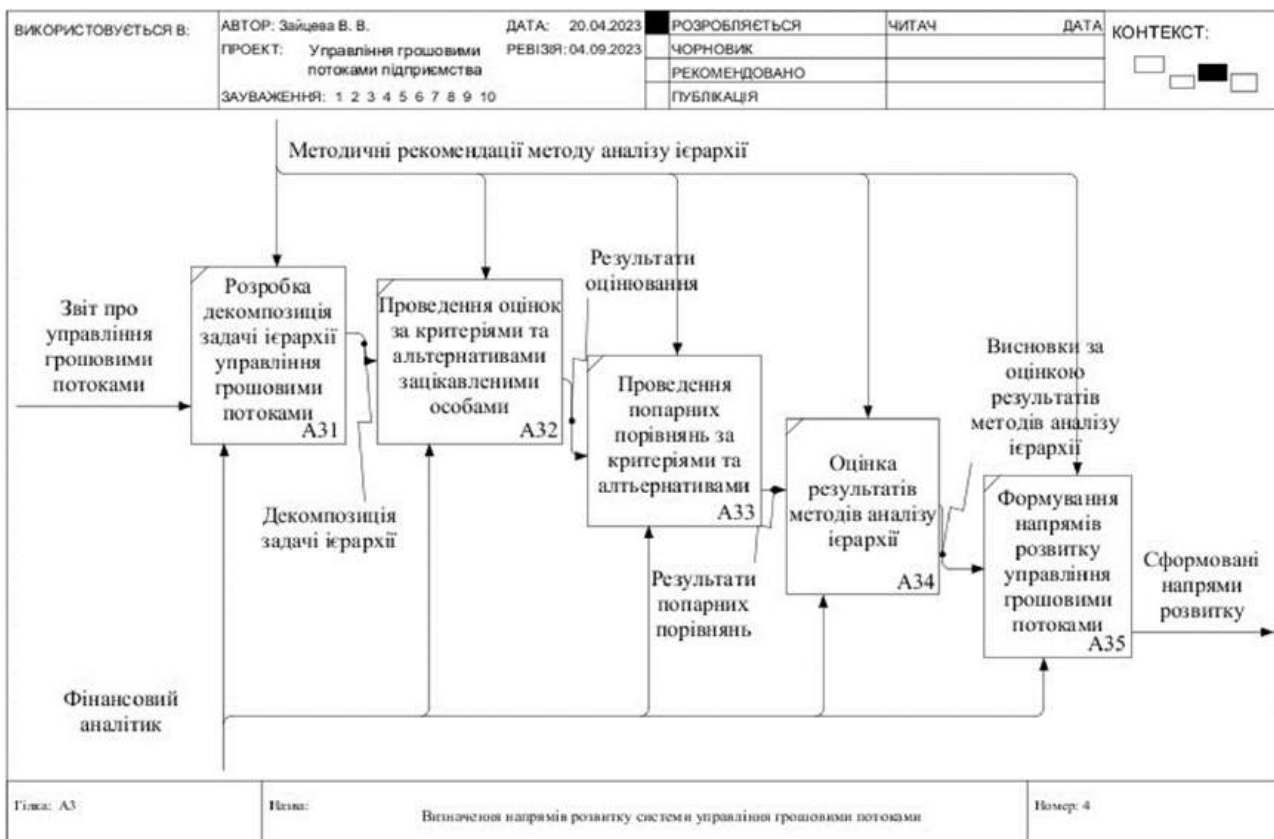 ВИКОРИСТОВУЄТЬСЯ В:
АВТОР: Зайцева В. В.
ДАТА: 20.04.2023
ПРОЕКТ: Управління грошовими
потоками підприємства
РЕВІЗІЯ: 04.09.2023
ЗАУВАЖЕННЯ: 1 2 3 4 5 6 7 8 9 10
РОЗРОБЛЯЄТЬСЯ
ЧОРНОВИК
РЕКОМЕНДОВАНО
ПУБЛІКАЦІЯ
ЧИТАЧ
ДАТА
КОНТЕКСТ:
Методичні рекомендації методу аналізу ієрархії
Звіт про
управління
грошовими
потоками
Розробка
декомпозиція
задачі ієрархії
управління
грошовими
потоками
A31
Декомпозиція
задачі ієрархії
Проведення оцінок
за критеріями та
альтернативами
зацікавленими
особами
A32
Результати
оцінювання
Проведення
попарних
порівнянь за
критеріями та
алтьернативами
A33
Результати
попарних
порівнянь
Оцінка
результатів
методів аналізу
ієрархії
A34
Висновки за
оцінкою
результатів
методів аналізу
ієрархії
Формування
напрямів
розвитку
управління
грошовими
потоками
A35
Сформовані
напрями
розвитку
Фінансовий
аналітик
Гілка: A3
Назва:
Визначення напрямів розвитку системи управління грошовими потоками
Номер: 4